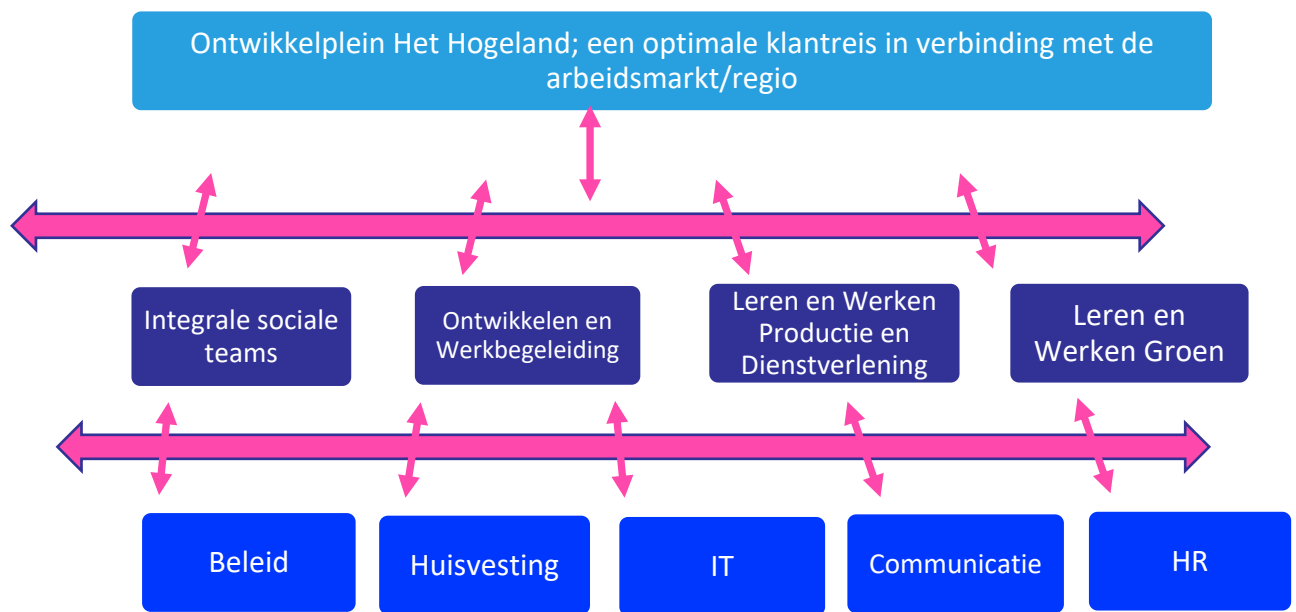 Ontwikkelplein Het Hogeland; een optimale klantreis in verbinding met de
arbeidsmarkt/regio
Integrale sociale
teams
Ontwikkelen en
Werkbegeleiding
Leren en Werken
Productie en
Dienstverlening
Leren en
Werken Groen
Beleid
Huisvesting
IT
Communicatie
HR